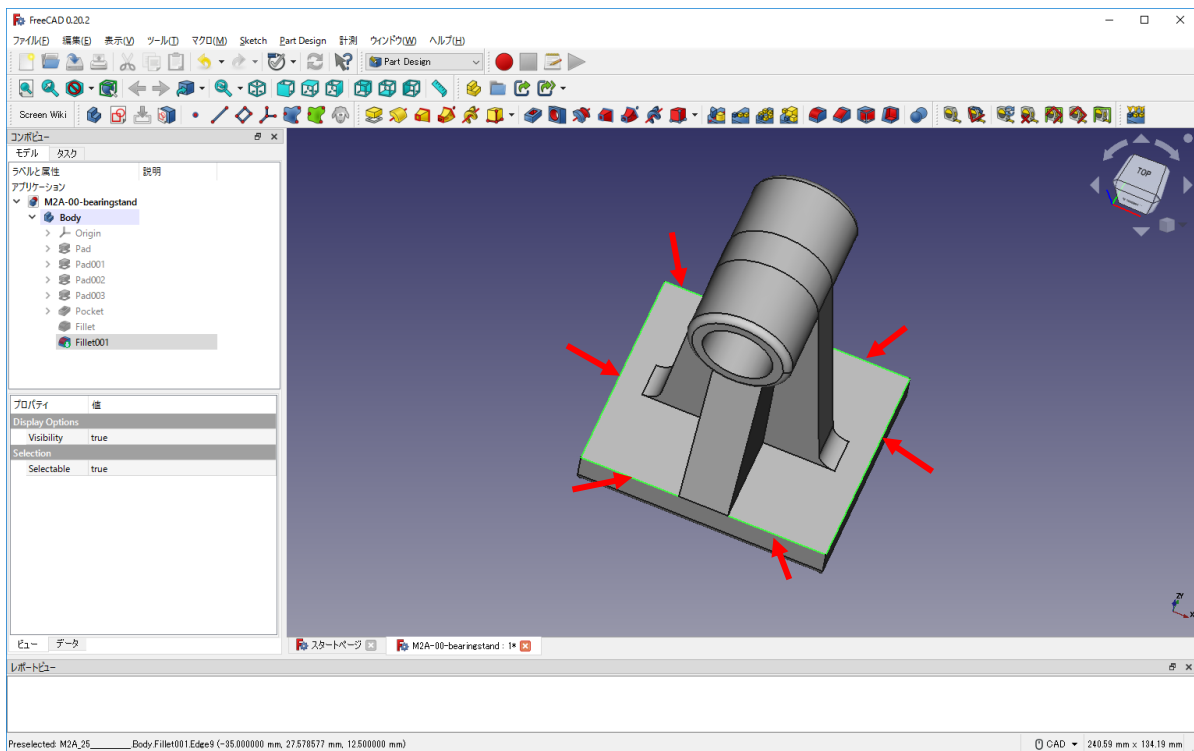 FreeCAD 0.20.2
ファイル(F) 編集(E) 表示(V) ツール(T) マクロ(M) Sketch Part Design 計測 ウィンドウ(W) ヘルプ(H)
Part Design
Screen Wiki
コンボビュー
モデル タスク
ラベルと属性 説明
アプリケーション
M2A-00-bearingstand
Body
Origin
Pad
Pad001
Pad002
Pad003
Pocket
Fillet
Fillet001
プロパティ 値
Display Options
Visibility true
Selection
Selectable true
ビュー データ
TOP
スタートページ M2A-00-bearingstand : 1*
レポートビュー
Preselected: M2A_25_____Body.Fillet001.Edge9 (-35.000000 mm, 27.578577 mm, 12.500000 mm)
CAD 240.59 mm x 134.19 mm